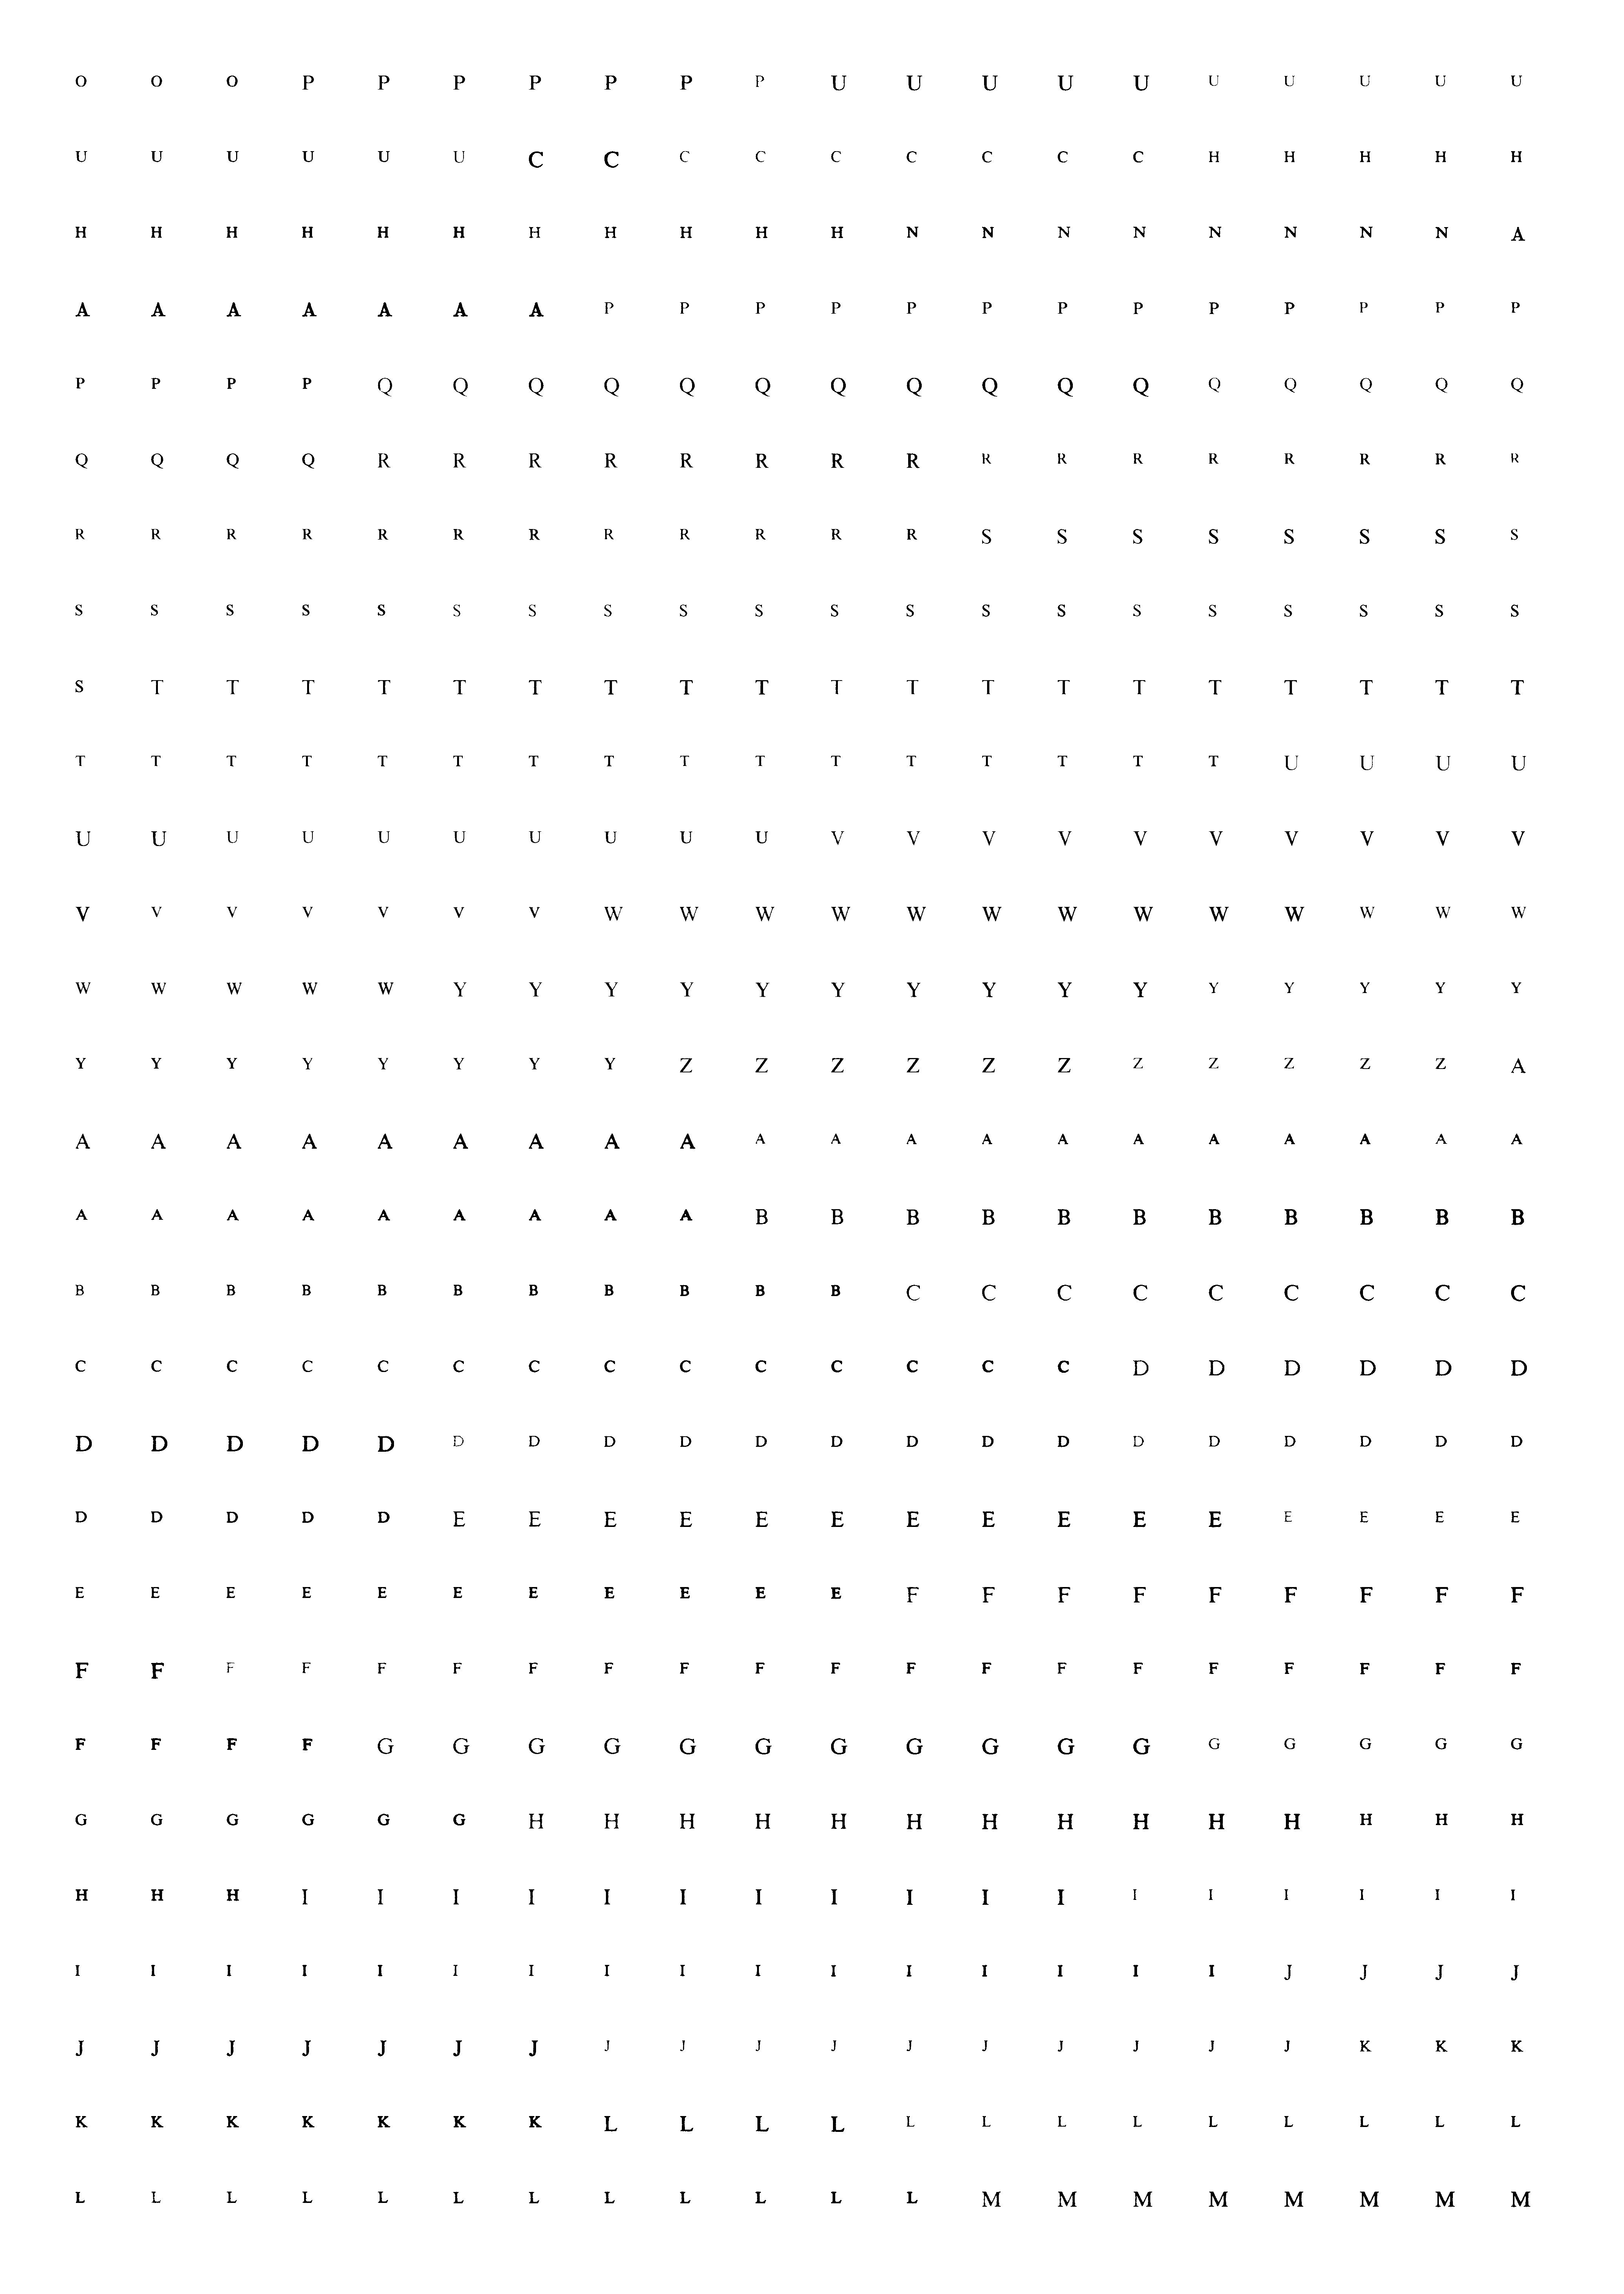 O O O P P P P P P P U U U U U U U U U U
U U U U U U C C C C C C C C C H H H H H
H H H H H H H H H H H N N N N N N N N A
A A A A A A A P P P P P P P P P P P P P
P P P P Q Q Q Q Q Q Q Q Q Q Q Q Q Q Q Q
Q Q Q Q R R R R R R R R R R R R R R R R
R R R R R R R R R R R R S S S S S S S S
S S S S S S S S S S S S S S S S S S S S
S T T T T T T T T T T T T T T T T T T T
T T T T T T T T T T T T T T T T U U U U
U U U U U U U U U U V V V V V V V V V V
V V V V V V V W W W W W W W W W W W W W
W W W W W Y Y Y Y Y Y Y Y Y Y Y Y Y Y Y
Y Y Y Y Y Y Y Y Z Z Z Z Z Z Z Z Z Z Z A
A A A A A A A A A A A A A A A A A A A A
A A A A A A A A A B B B B B B B B B B B
B B B B B B B B B B B C C C C C C C C C
C C C C C C C C C C C C C C D D D D D D
D D D D D D D D D D D D D D D D D D D D
D D D D D E E E E E E E E E E E E E E E
E E E E E E E E E E E F F F F F F F F F
F F F F F F F F F F F F F F F F F F F F
F F F F G G G G G G G G G G G G G G G G
G G G G G G H H H H H H H H H H H H H H
H H H I I I I I I I I I I I I I I I I I
I I I I I I I I I I I I I I I I J J J J
J J J J J J J J J J J J J J J J J K K K
K K K K K K K L L L L L L L L L L L L L
L L L L L L L L L L L L M M M M M M M M